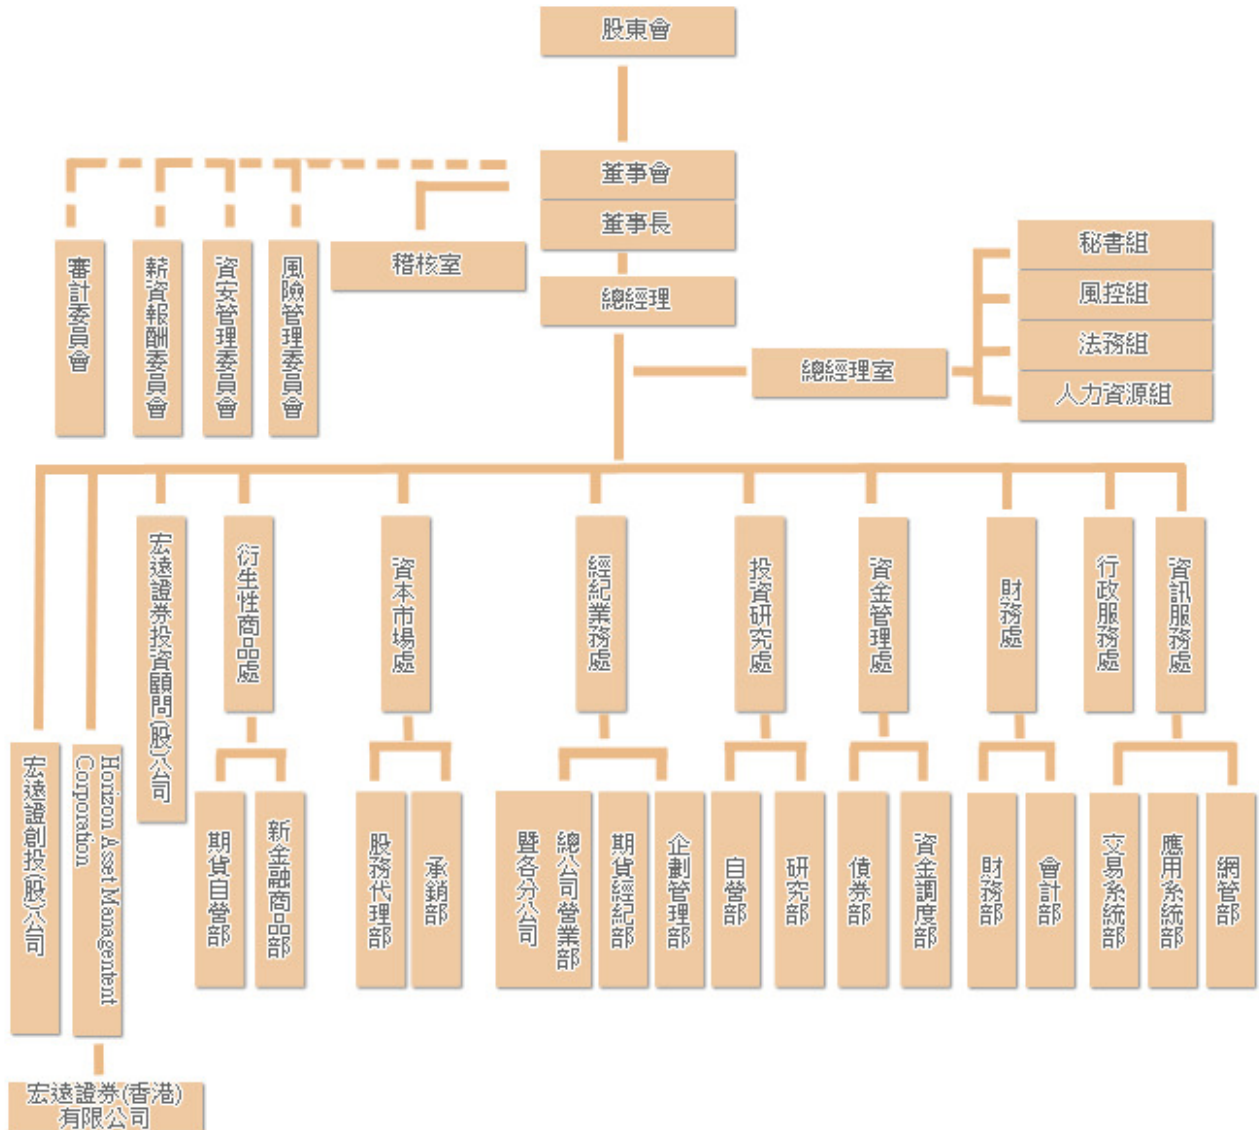 股東會
董事會
董事長
總經理
稽核室
審計委員會
薪資報酬委員會
資安管理委員會
風險管理委員會
總經理室
秘書組
風控組
法務組
人力資源組
宏遠證創投(股)公司
Horizon Asset Managentent
Corporation
宏遠證券投資顧問(股)公司
衍生性商品處
資本市場處
經紀業務處
投資研究處
資金管理處
財務處
行政服務處
資訊服務處
期貨自營部
新金融商品部
股務代理部
承銷部
總公司營業部
暨各分公司
期貨經紀部
企劃管理部
自營部
研究部
債券部
資金調度部
財務部
會計部
交易系統部
應用系統部
網管部
宏遠證券(香港)
有限公司